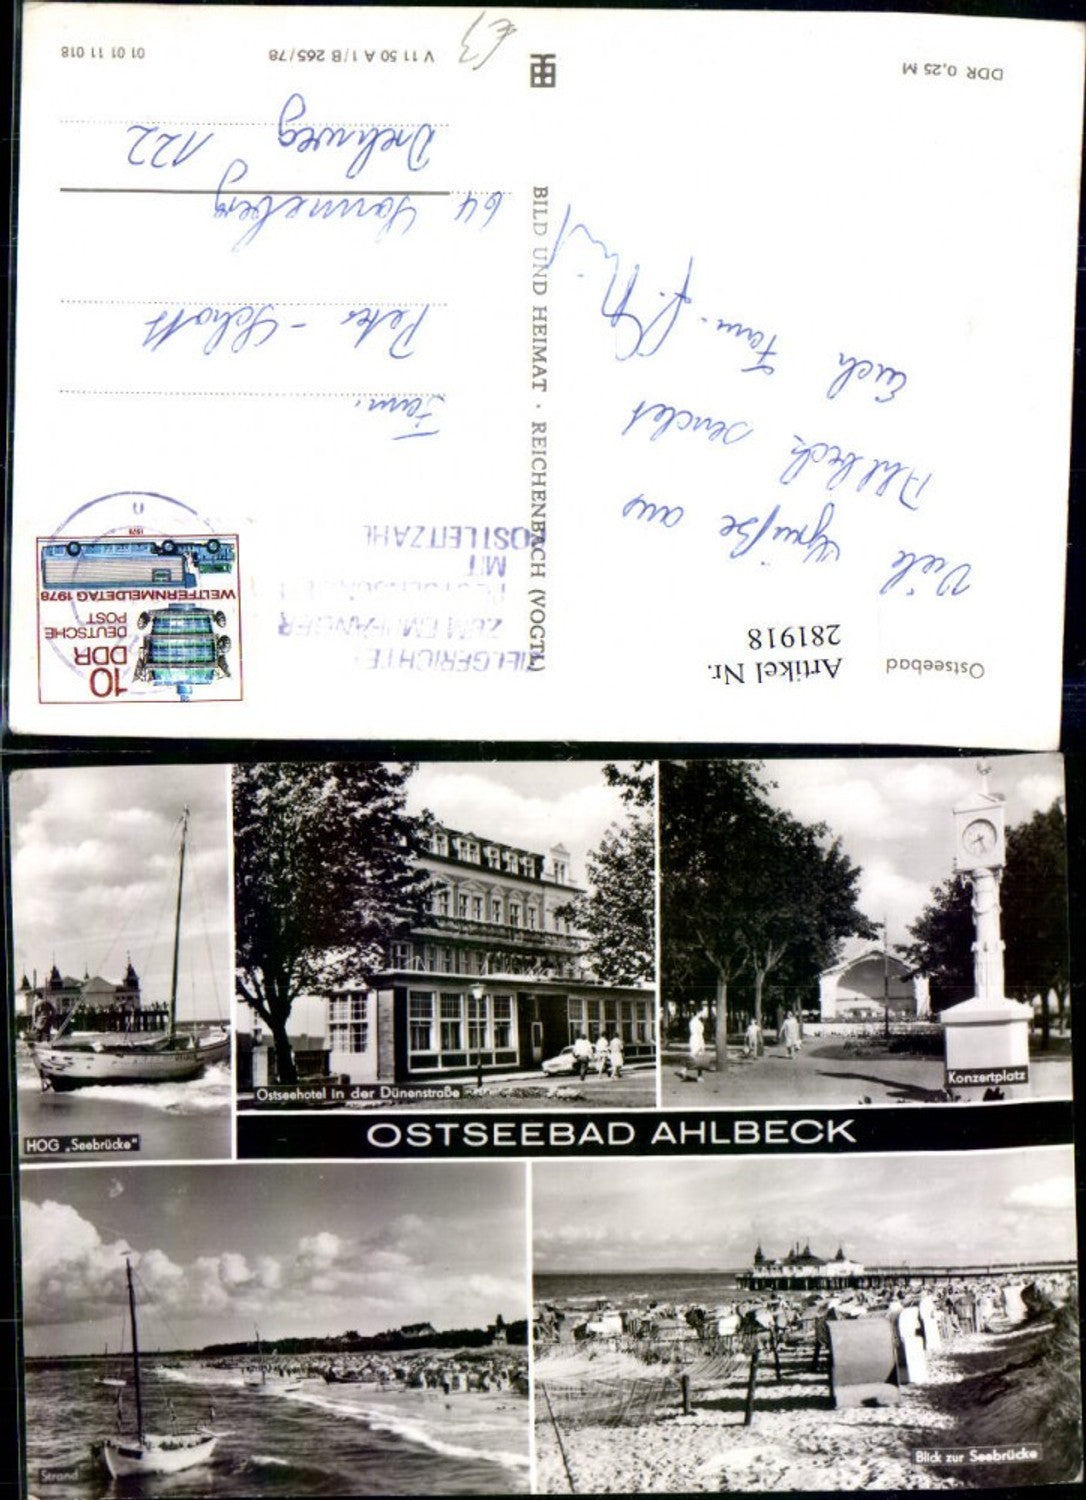 Ostseebad
Artikel Nr.
281918
Viele Grüße aus
Ahlbeck sendet
Euch Fam.
ZIELGERICHTET
ZUM EMPFÄNGER
MIT
POSTLEITZAHL
10
DDR
DEUTSCHE
POST
WELTFERNMELDETAG 1978
1978
Fam.
Peter-Schott
64 Sonneberg
Drehweg 122
BILD UND HEIMAT · REICHENBACH (VOGTL)
DDR 0,25 M
V 11 50 A 1/B 265/78
01 01 11 018
€3
HOG „Seebrücke"
Ostseehotel in der Dünenstraße
Konzertplatz
OSTSEEBAD AHLBECK
Strand
Blick zur Seebrücke